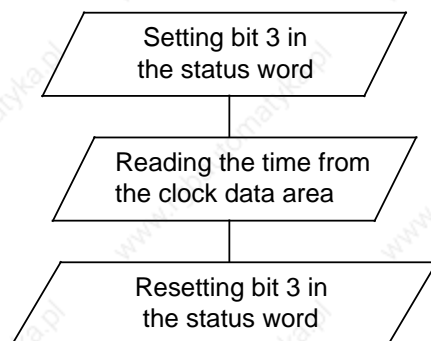 Setting bit 3 in
the status word
Reading the time from
the clock data area
Resetting bit 3 in
the status word